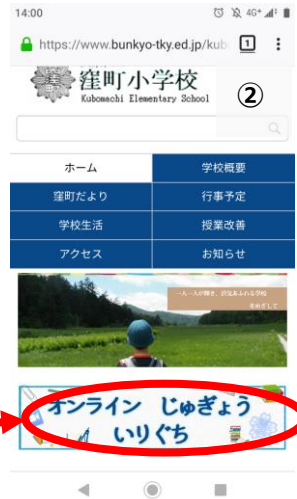 14:00
4G+
https://www.bunkyo-tky.ed.jp/kub
1
窪町小学校
Kubomachi Elementary School
②
ホーム
学校概要
窪町だより
行事予定
学校生活
授業改善
アクセス
お知らせ
一人一人が輝き、活気あふれる学校
をめざして
オンライン じゅぎょう
いりぐち